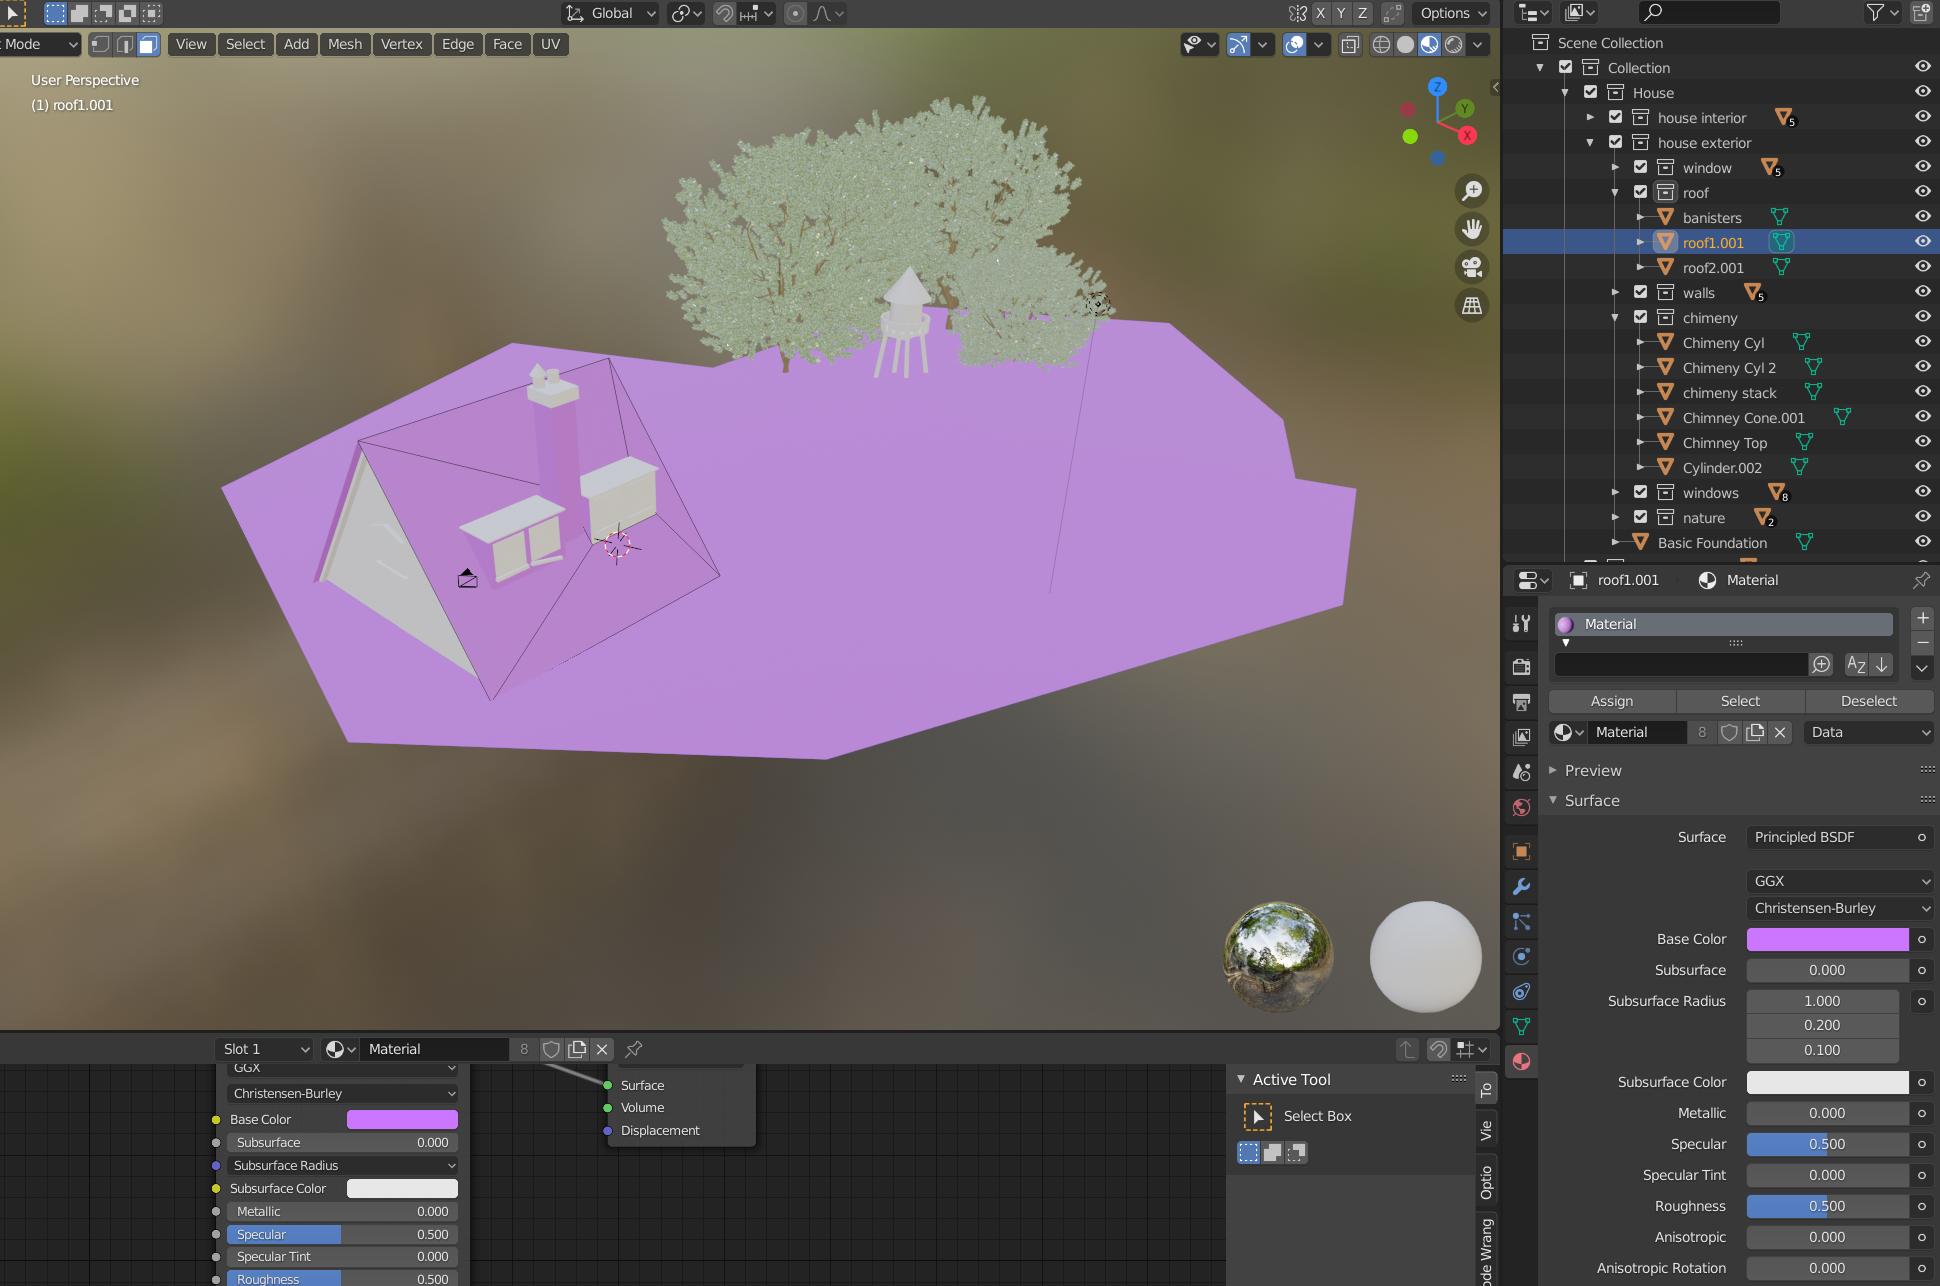 Global
X Y Z
Options
Mode
View Select Add Mesh Vertex Edge Face UV
User Perspective
(1) roof1.001
Z
Y
X
Scene Collection
Collection
House
house interior 5
house exterior
window 5
roof
banisters
roof1.001
roof2.001
walls 5
chimeny
Chimeny Cyl
Chimeny Cyl 2
chimeny stack
Chimney Cone.001
Chimney Top
Cylinder.002
windows 8
nature 2
Basic Foundation
roof1.001 Material
Material
AZ
Assign Select Deselect
Material 8 Data
Preview
Surface
Surface Principled BSDF
GGX
Christensen-Burley
Base Color
Subsurface 0.000
Subsurface Radius 1.000
0.200
0.100
Subsurface Color
Metallic 0.000
Specular 0.500
Specular Tint 0.000
Roughness 0.500
Anisotropic 0.000
Anisotropic Rotation 0.000
Slot 1 Material 8
GGX
Christensen-Burley
Base Color
Subsurface 0.000
Subsurface Radius
Subsurface Color
Metallic 0.000
Specular 0.500
Specular Tint 0.000
Roughness 0.500
Surface
Volume
Displacement
Active Tool
Select Box
To
Vie
Optio
ode Wrang